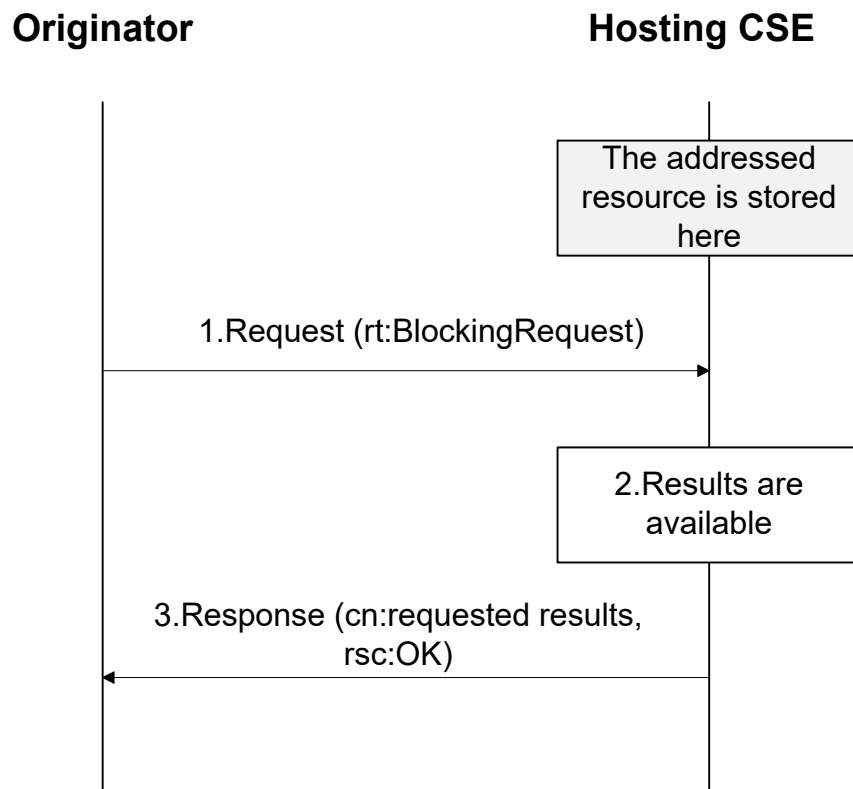 Originator
Hosting CSE
The addressed
resource is stored
here
1.Request (rt:BlockingRequest)
2.Results are
available
3.Response (cn:requested results,
rsc:OK)